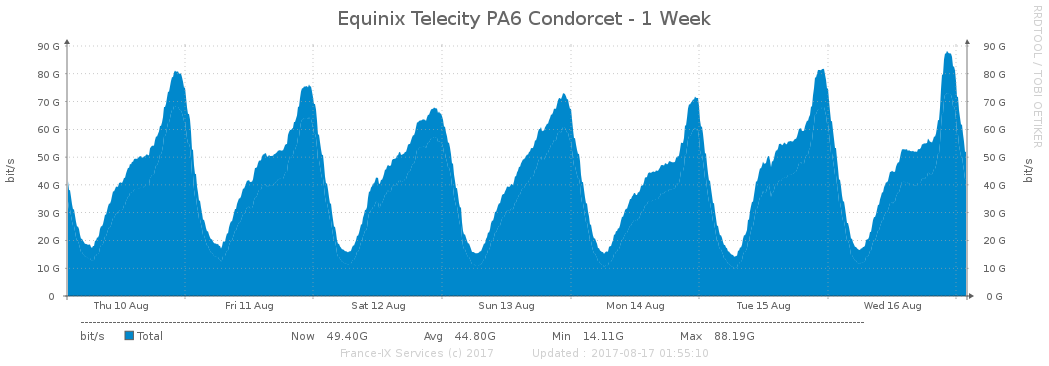 Equinix Telecity PA6 Condorcet - 1 Week
RRDTOOL / TOBI OETIKER
bit/s
90 G
80 G
70 G
60 G
50 G
40 G
30 G
20 G
10 G
0
90 G
80 G
70 G
60 G
50 G
40 G
30 G
20 G
10 G
0 G
bit/s
Thu 10 Aug Fri 11 Aug Sat 12 Aug Sun 13 Aug Mon 14 Aug Tue 15 Aug Wed 16 Aug
bit/s Total Now 49.40G Avg 44.80G Min 14.11G Max 88.19G
France-IX Services (c) 2017 Updated : 2017-08-17 01:55:10